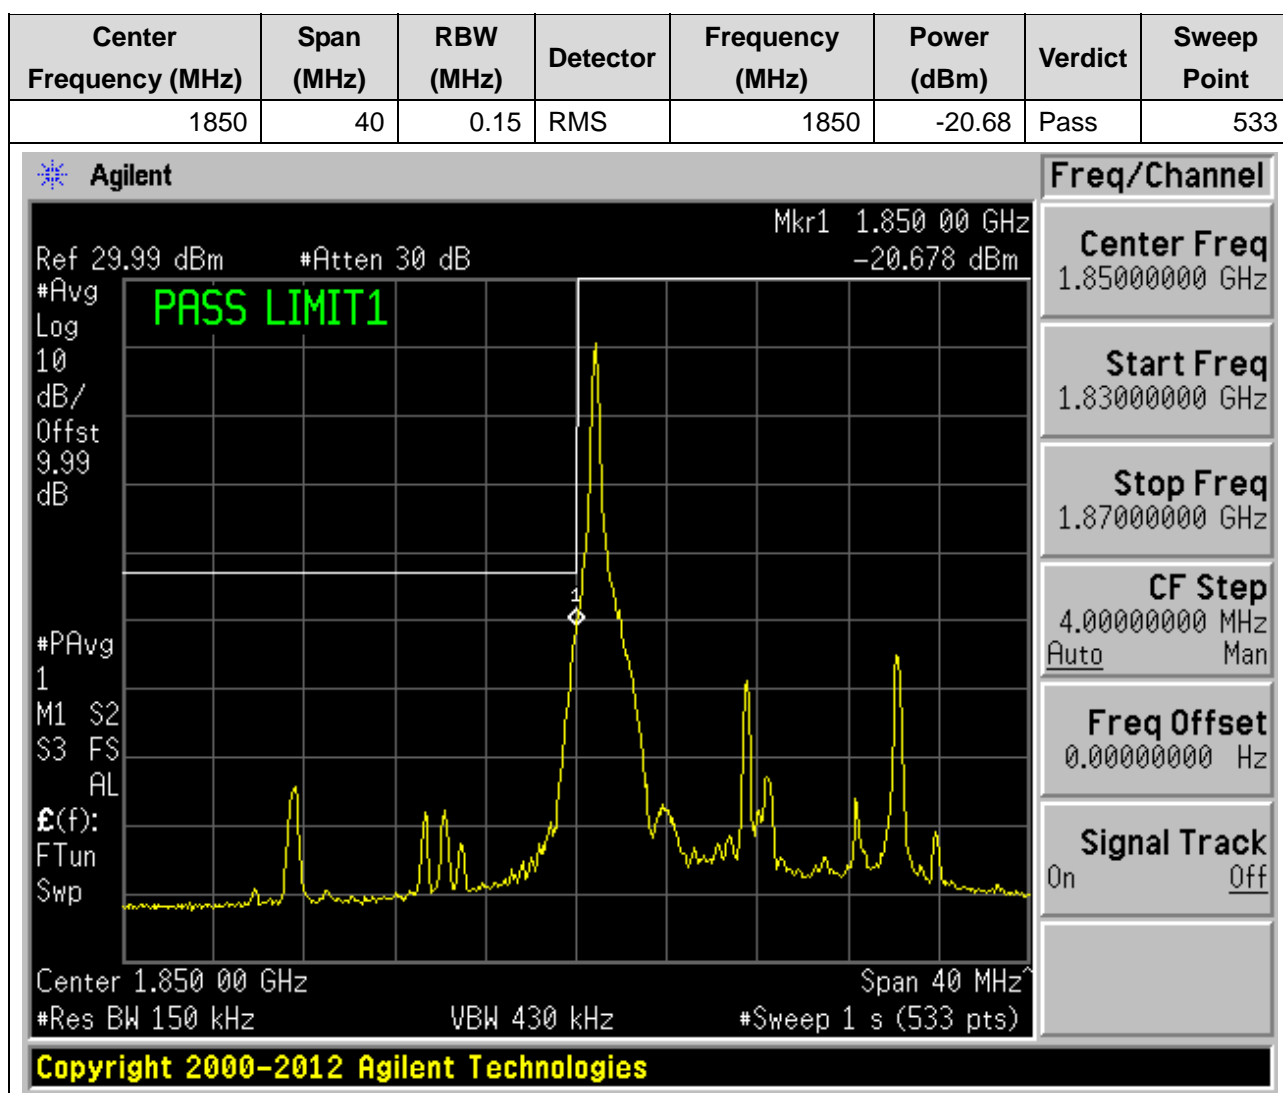 Center Frequency (MHz) Span (MHz) RBW (MHz) Detector Frequency (MHz) Power (dBm) Verdict Sweep Point
1850 40 0.15 RMS 1850 -20.68 Pass 533
Agilent
Freq/Channel
Mkr1 1.850 00 GHz
Ref 29.99 dBm #Atten 30 dB -20.678 dBm
#Avg
Log
10
dB/
Offst
9.99
dB
PASS LIMIT1
1
#PAvg
1
M1 S2
S3 FS
AL
£(f):
FTun
Swp
Center 1.850 00 GHz Span 40 MHz^
#Res BW 150 kHz VBW 430 kHz #Sweep 1 s (533 pts)
Center Freq
1.85000000 GHz
Start Freq
1.83000000 GHz
Stop Freq
1.87000000 GHz
CF Step
4.00000000 MHz
Auto Man
Freq Offset
0.00000000 Hz
Signal Track
On Off
Copyright 2000-2012 Agilent Technologies